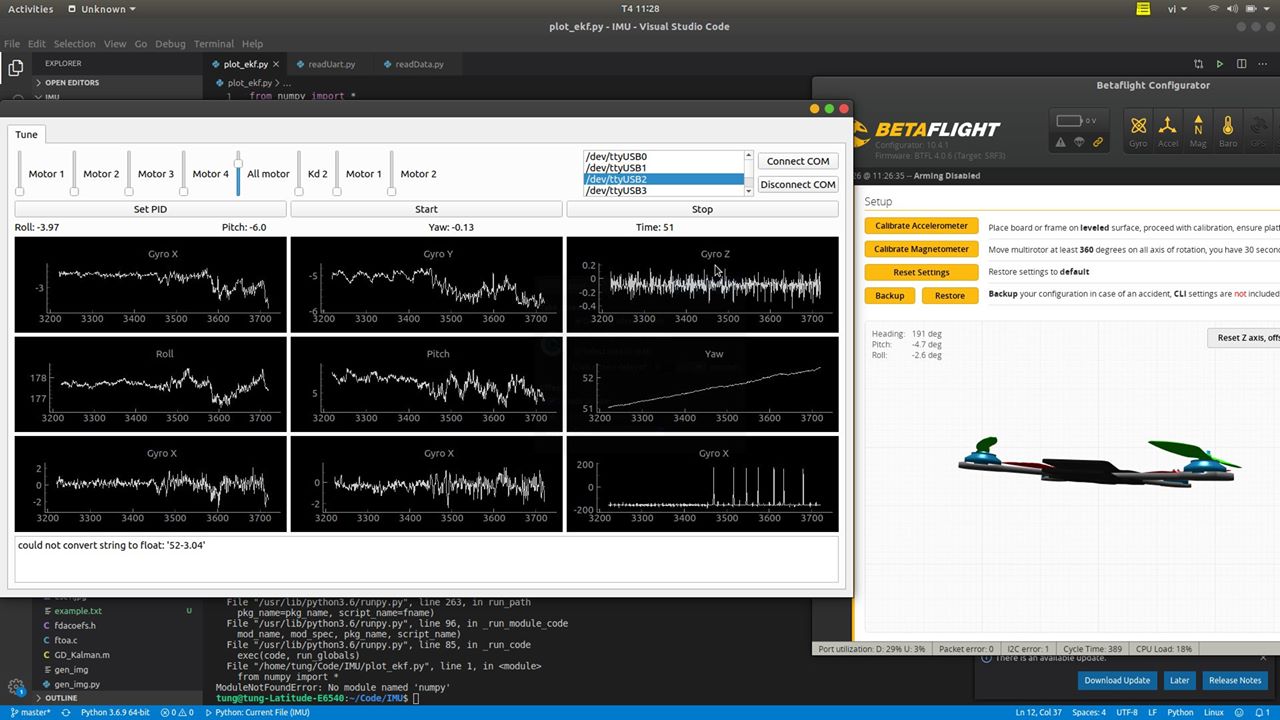 Activities
Unknown
T4 11:28
vi
plot_ekf.py - IMU - Visual Studio Code
File Edit Selection View Go Debug Terminal Help
EXPLORER
plot_ekf.py
readUart.py
readData.py
OPEN EDITORS
plot_ekf.py > ...
IMU
1 from numpy import *
Betaflight Configurator
Tune
Motor 1
Motor 2
Motor 3
Motor 4
All motor
Kd 2
Motor 1
Motor 2
/dev/ttyUSB0
/dev/ttyUSB1
/dev/ttyUSB2
/dev/ttyUSB3
Connect COM
Disconnect COM
Set PID
Start
Stop
Roll: -3.97
Pitch: -6.0
Yaw: -0.13
Time: 51
Gyro X
-3
3200 3300 3400 3500 3600 3700
Gyro Y
-5
-6
3200 3300 3400 3500 3600 3700
Gyro Z
0.2
0
-0.2
-0.4
3200 3300 3400 3500 3600 3700
Roll
178
177
3200 3300 3400 3500 3600 3700
Pitch
5
3200 3300 3400 3500 3600 3700
Yaw
52
51
3200 3300 3400 3500 3600 3700
Gyro X
2
0
-2
3200 3300 3400 3500 3600 3700
Gyro X
0
-2
3200 3300 3400 3500 3600 3700
Gyro X
200
0
-200
3200 3300 3400 3500 3600 3700
could not convert string to float: '52-3.04'
BETAFLIGHT
Configurator: 10.4.1
Firmware: BTFL 4.0.6 (Target: SRF3)
0 V
Gyro
Accel
Mag
Baro
GPS
26 @ 11:26:35 -- Arming Disabled
Setup
Calibrate Accelerometer
Place board or frame on leveled surface, proceed with calibration, ensure platf
Calibrate Magnetometer
Move multirotor at least 360 degrees on all axis of rotation, you have 30 secon
Reset Settings
Restore settings to default
Backup
Restore
Backup your configuration in case of an accident, CLI settings are not included
Heading: 191 deg
Pitch: -4.7 deg
Roll: -2.6 deg
Reset Z axis, offs
Port utilization: D: 29% U: 3%
Packet error: 0
I2C error: 1
Cycle Time: 389
CPU Load: 18%
There is an available update.
Download Update
Later
Release Notes
example.txt
U
fdacoefs.h
ftoa.c
GD_Kalman.m
gen_img
gen_img.py
OUTLINE
File "/usr/lib/python3.6/runpy.py", line 263, in run_path
pkg_name=pkg_name, script_name=fname)
File "/usr/lib/python3.6/runpy.py", line 96, in _run_module_code
mod_name, mod_spec, pkg_name, script_name)
File "/usr/lib/python3.6/runpy.py", line 85, in _run_code
exec(code, run_globals)
File "/home/tung/Code/IMU/plot_ekf.py", line 1, in <module>
from numpy import *
ModuleNotFoundError: No module named 'numpy'
tung@tung-Latitude-E6540:~/Code/IMU$
master*
Python 3.6.9 64-bit
0
0
Python: Current File (IMU)
Ln 12, Col 37
Spaces: 4
UTF-8
LF
Python
Linux
1